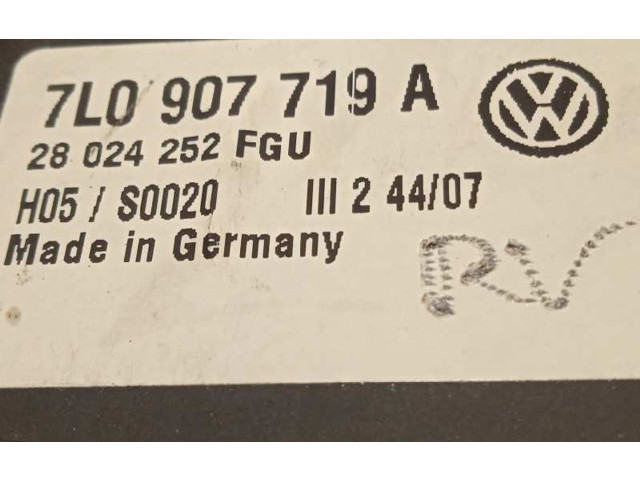 7L0 907 719 A
28 024 252 FGU
H05 / S0020 III 2 44/07
Made in Germany
RV